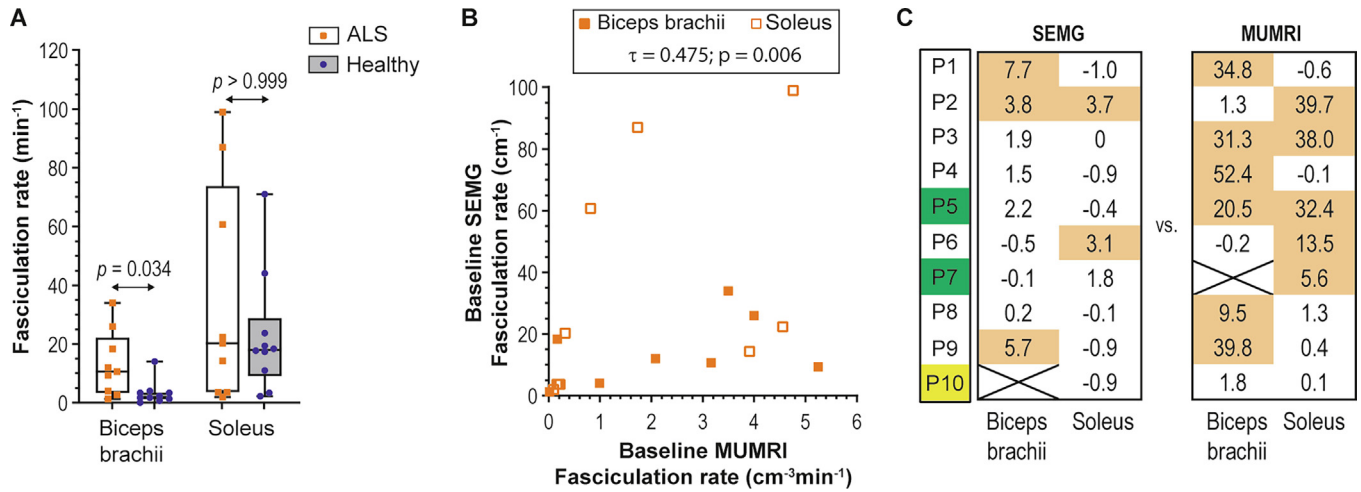 A
ALS
Healthy
p > 0.999
p = 0.034
120
100
80
60
40
20
0
Fasciculation rate (min⁻¹)
Biceps
brachii
Soleus
B
Biceps brachii
Soleus
τ = 0.475; p = 0.006
100
80
60
40
20
0
Baseline SEMG
Fasciculation rate (cm⁻¹)
0 1 2 3 4 5 6
Baseline MUMRI
Fasciculation rate (cm⁻³min⁻¹)
C
SEMG MUMRI
P1 7.7 -1.0 34.8 -0.6
P2 3.8 3.7 1.3 39.7
P3 1.9 0 31.3 38.0
P4 1.5 -0.9 52.4 -0.1
P5 2.2 -0.4 20.5 32.4
vs.
P6 -0.5 3.1 -0.2 13.5
P7 -0.1 1.8 5.6
P8 0.2 -0.1 9.5 1.3
P9 5.7 -0.9 39.8 0.4
P10 -0.9 1.8 0.1
Biceps Soleus Biceps Soleus
brachii brachii